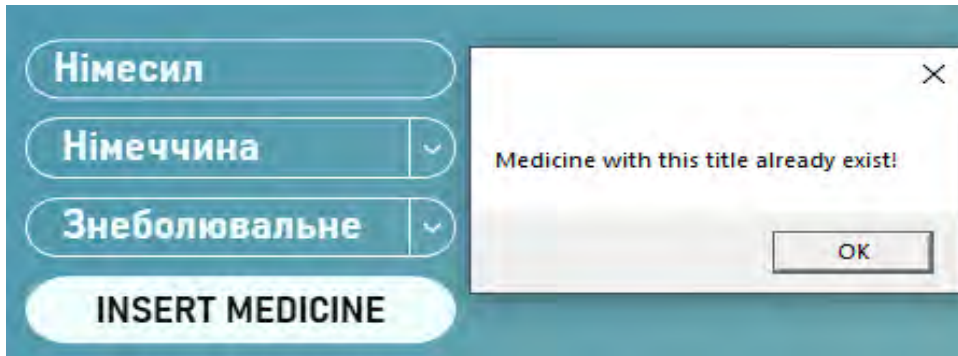 Німесил
Німеччина
Знеболювальне
INSERT MEDICINE
Medicine with this title already exist!
OK